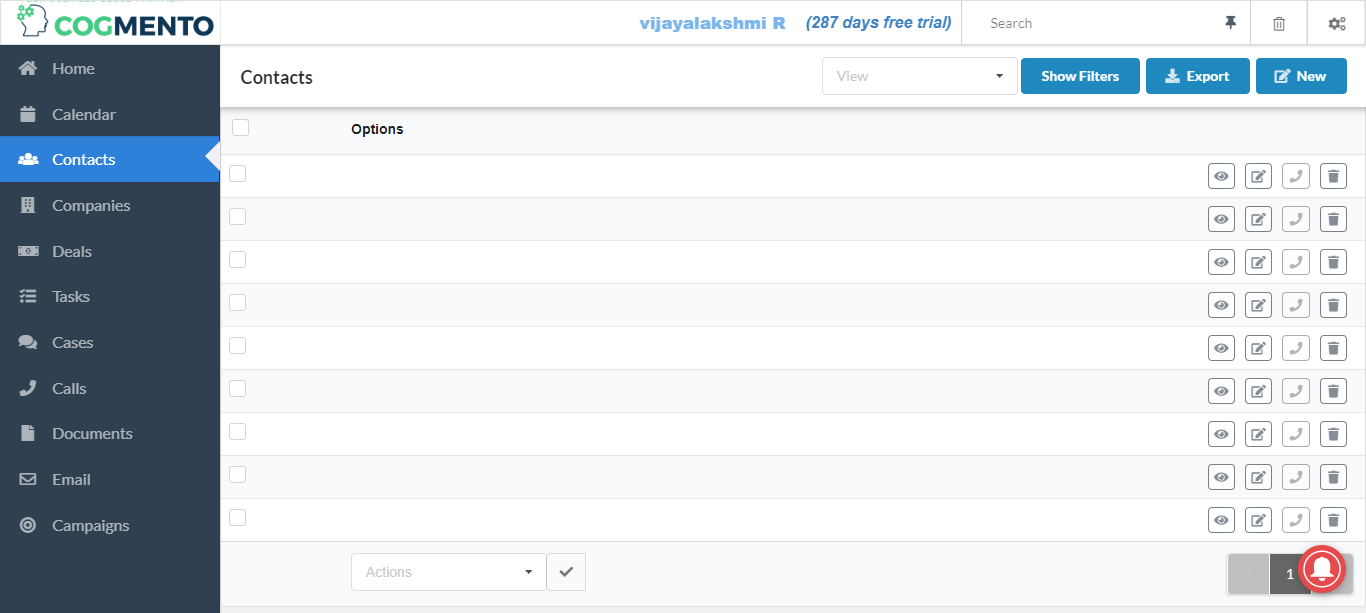 COGMENTO
vijayalakshmi R (287 days free trial) Search
Home
Calendar
Contacts
Companies
Deals
Tasks
Cases
Calls
Documents
Email
Campaigns
Contacts View Show Filters Export New
Options
Actions 1